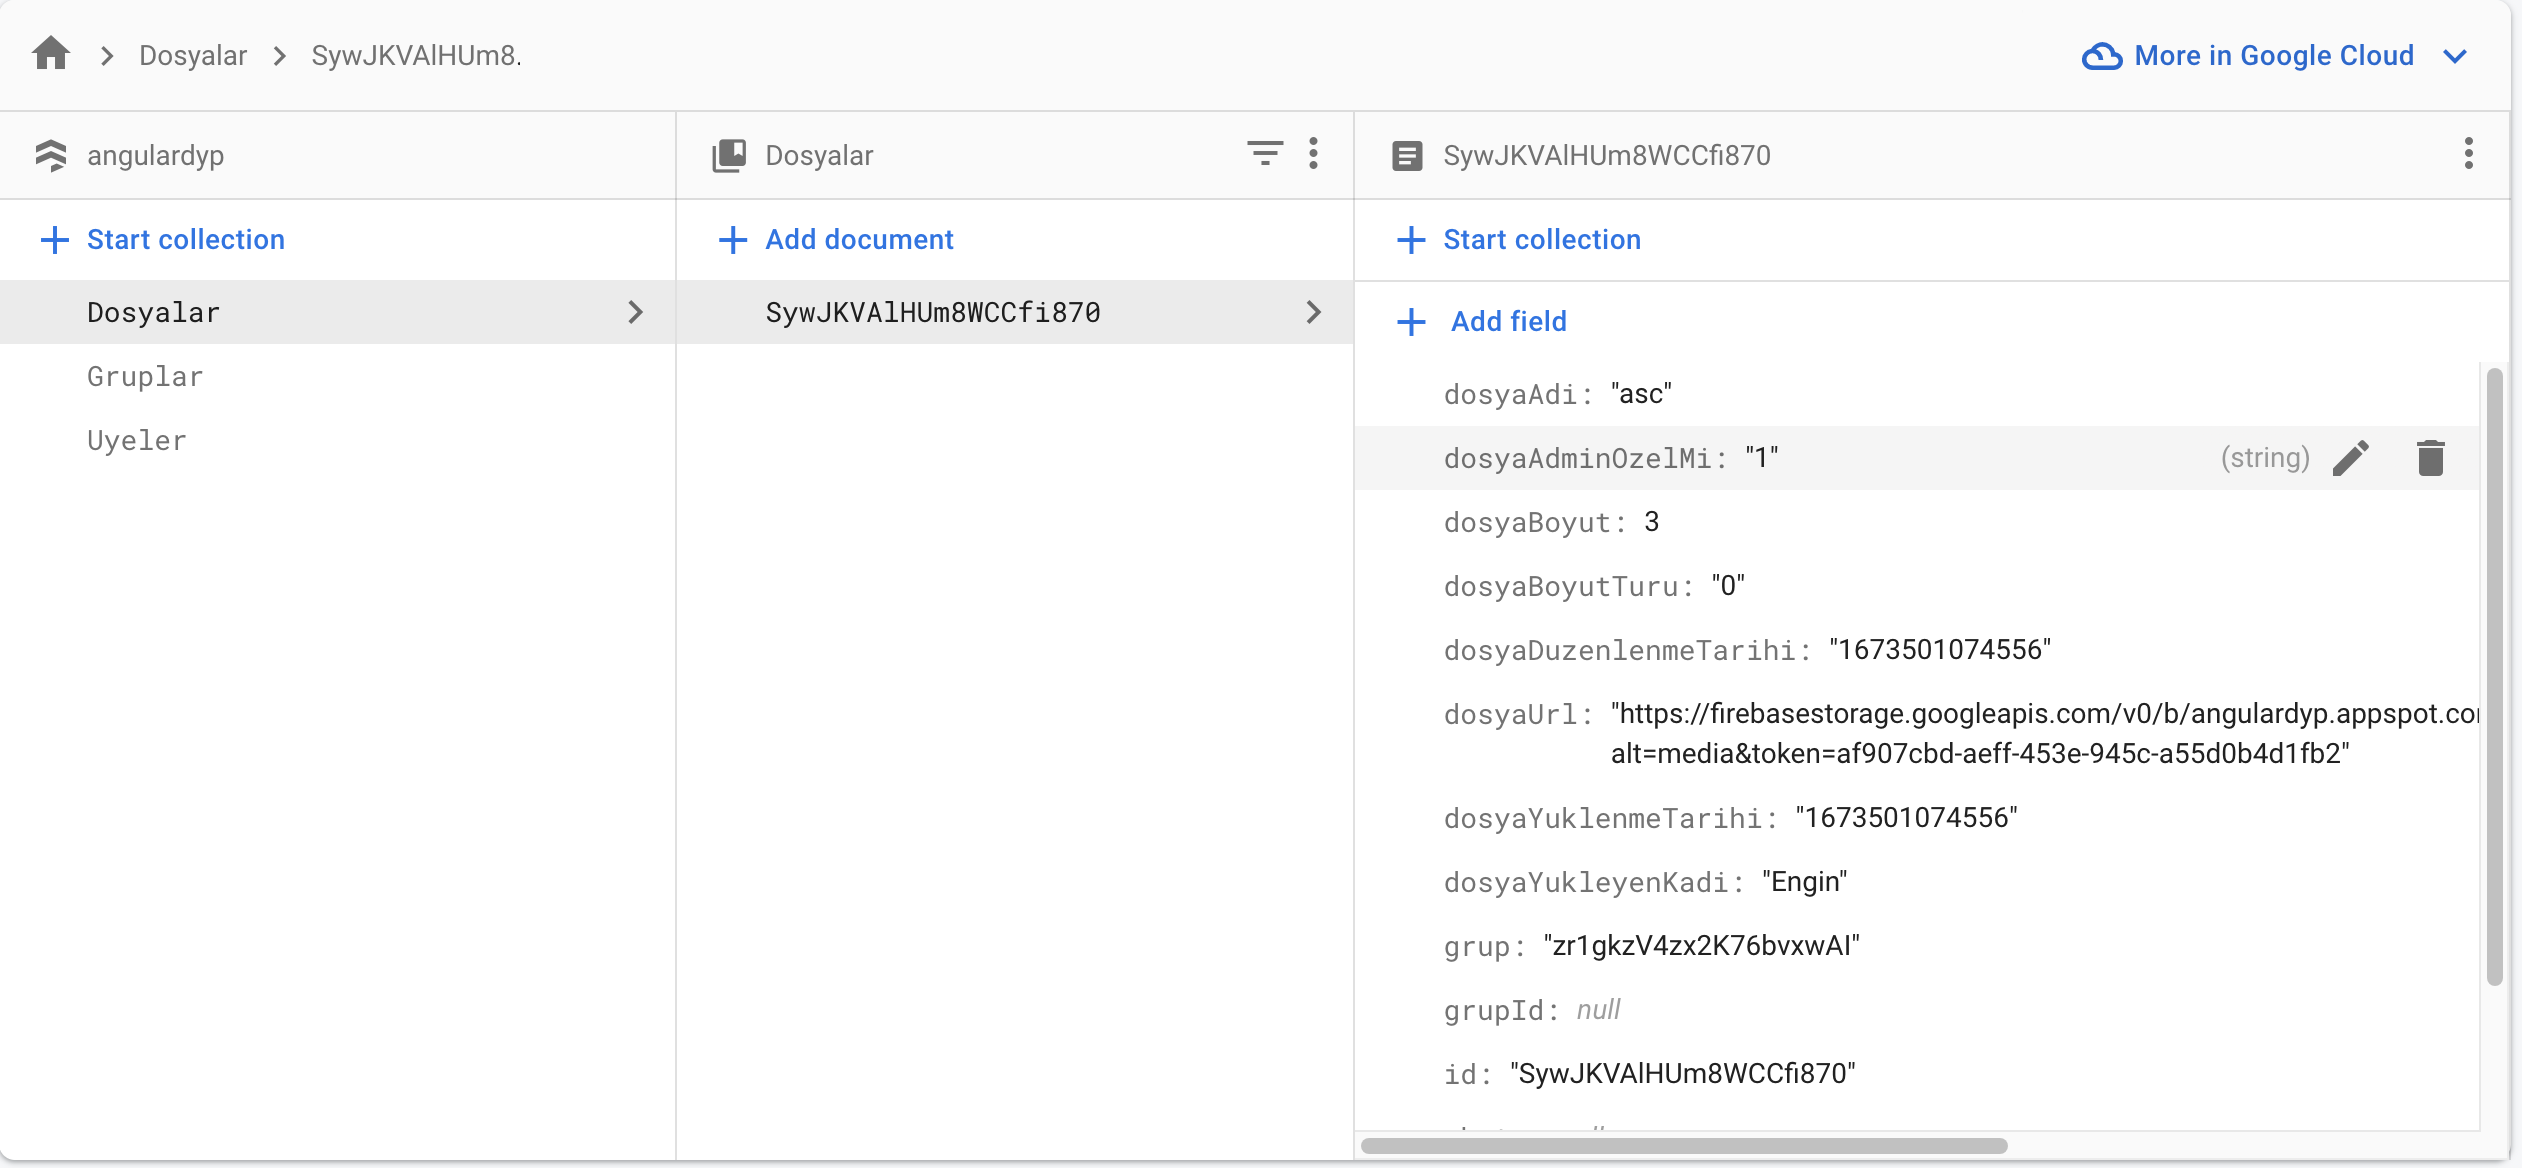 Dosyalar
SywJKVAlHUm8.
More in Google Cloud
angulardyp
Start collection
Dosyalar
Gruplar
Uyeler
Dosyalar
Add document
SywJKVAlHUm8WCCfi870
SywJKVAlHUm8WCCfi870
Start collection
Add field
dosyaAdi: "asc"
dosyaAdminOzelMi: "1" (string)
dosyaBoyut: 3
dosyaBoyutTuru: "0"
dosyaDuzenlenmeTarihi: "1673501074556"
dosyaUrl: "https://firebasestorage.googleapis.com/v0/b/angulardyp.appspot.co
alt=media&token=af907cbd-aeff-453e-945c-a55d0b4d1fb2"
dosyaYuklenmeTarihi: "1673501074556"
dosyaYukleyenKadi: "Engin"
grup: "zr1gkzV4zx2K76bvxwAI"
grupId: null
id: "SywJKVAlHUm8WCCfi870"